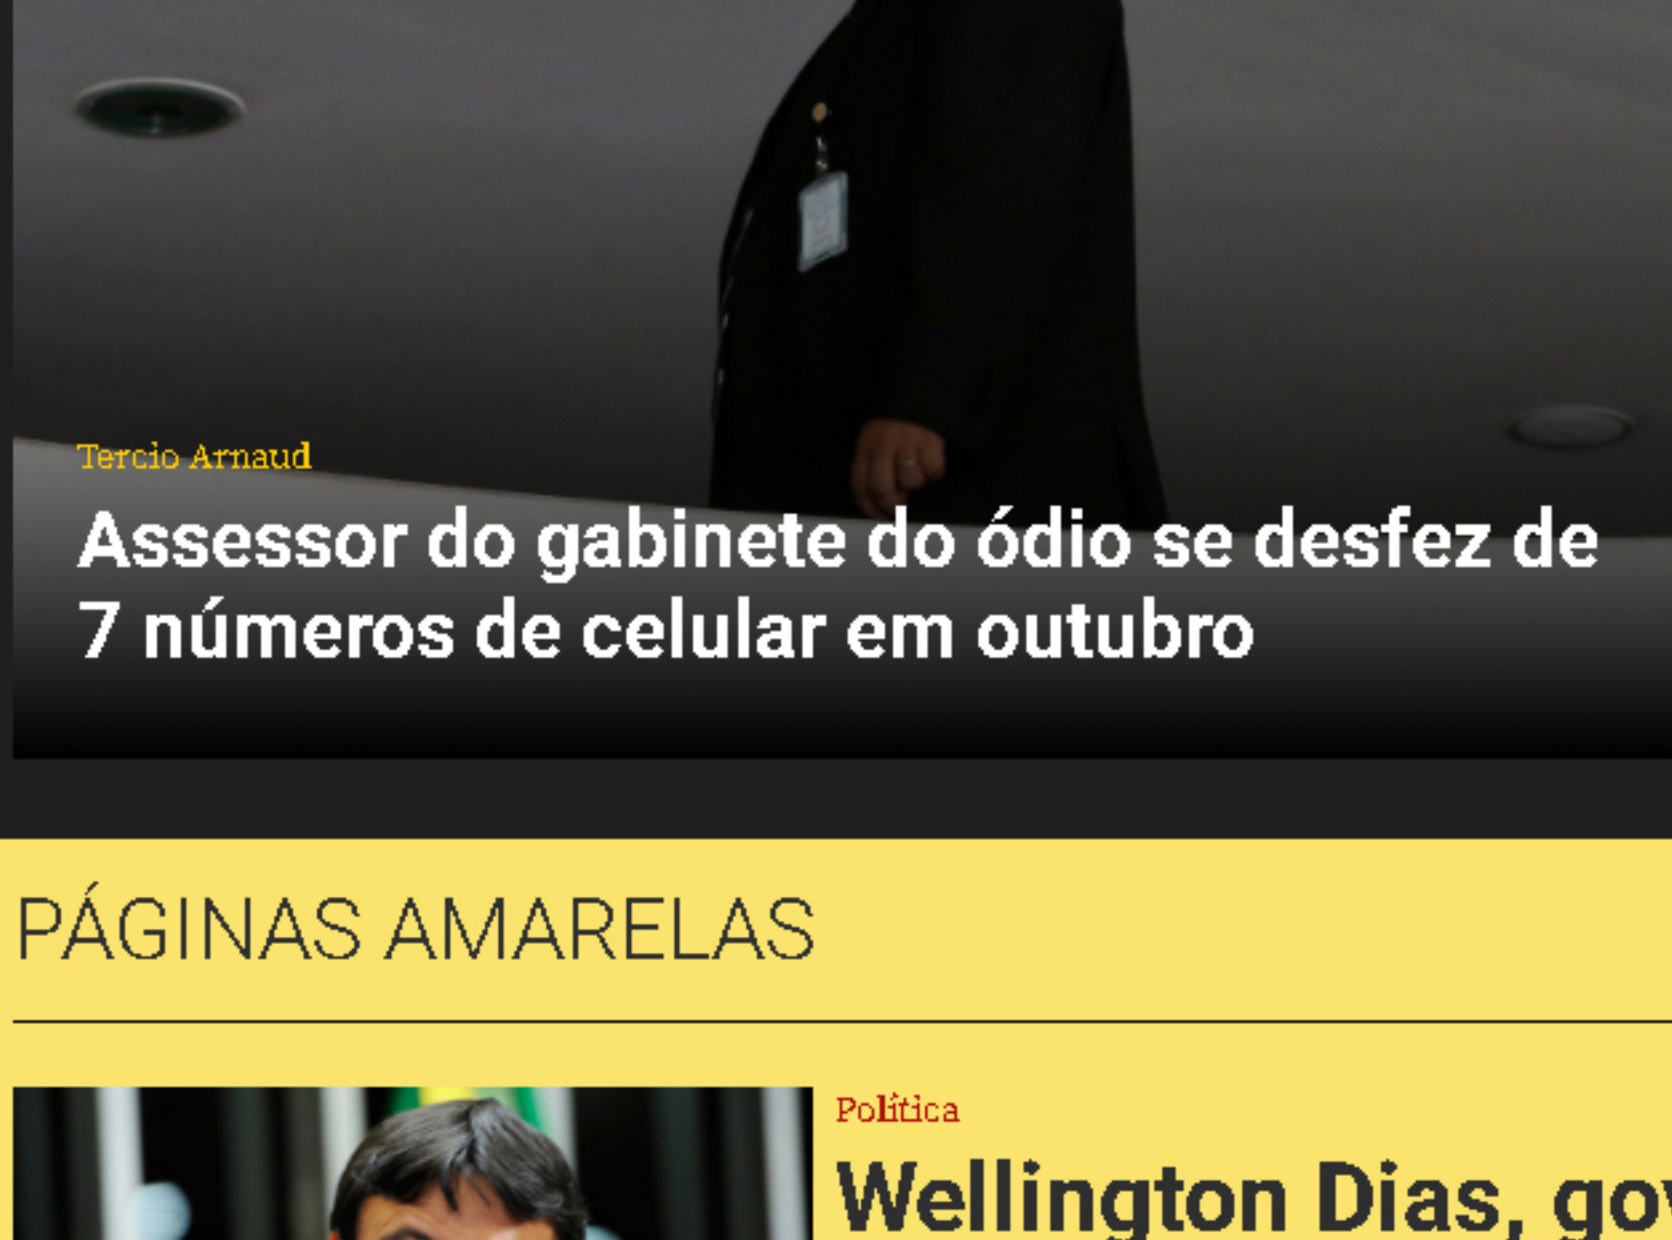 Tercio Arnaud
Assessor do gabinete do ódio se desfez de
7 números de celular em outubro
PÁGINAS AMARELAS
Política
Wellington Dias,